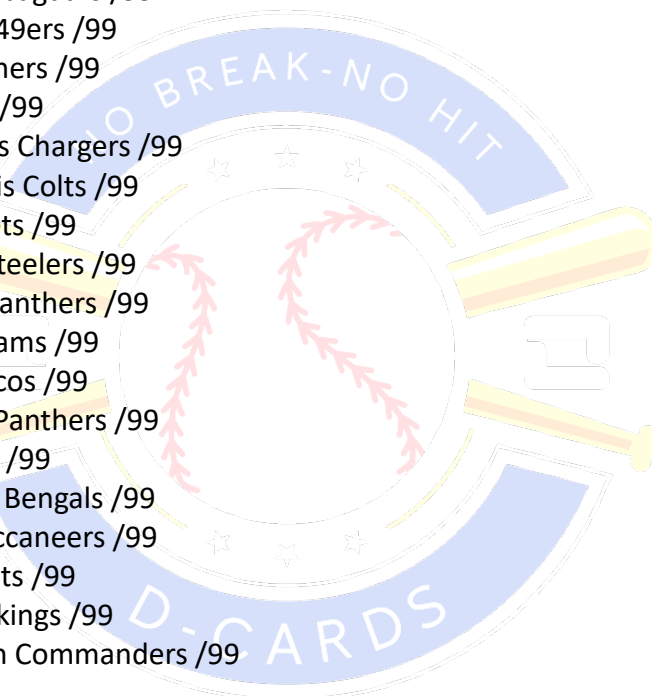 49ers /99
ners /99
/99
s Chargers /99
is Colts /99
ts /99
teelers /99
anthers /99
ams /99
cos /99
Panthers /99
/99
Bengals /99
ccaneers /99
ts /99
kings /99
n Commanders /99
NO BREAK-NO HIT
D-CARDS